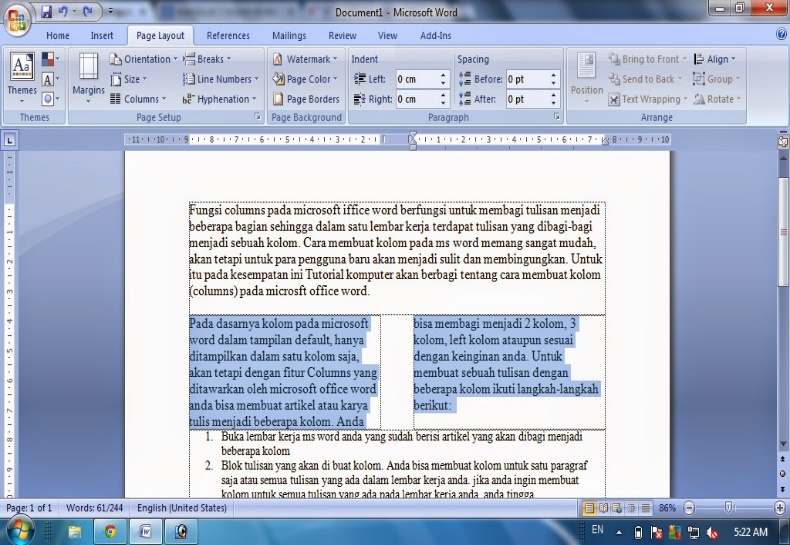 Document1 - Microsoft Word
Home Insert Page Layout References Mailings Review View Add-Ins
Themes
Margins
Orientation
Size
Columns
Breaks
Line Numbers
Hyphenation
Watermark
Page Color
Page Borders
Indent
Left: 0 cm
Right: 0 cm
Spacing
Before: 0 pt
After: 0 pt
Position
Bring to Front
Send to Back
Text Wrapping
Align
Group
Rotate
Themes Page Setup Page Background Paragraph Arrange
Fungsi columns pada microsoft iffice word berfungsi untuk membagi tulisan menjadi
beberapa bagian sehingga dalam satu lembar kerja terdapat tulisan yang dibagi-bagi
menjadi sebuah kolom. Cara membuat kolom pada ms word memang sangat mudah,
akan tetapi untuk para pengguna baru akan menjadi sulit dan membingungkan. Untuk
itu pada kesempatan ini Tutorial komputer akan berbagi tentang cara membuat kolom
(columns) pada microsft office word.
Pada dasarnya kolom pada microsoft
word dalam tampilan default, hanya
ditampilkan dalam satu kolom saja,
akan tetapi dengan fitur Columns yang
ditawarkan oleh microsoft office word
anda bisa membuat artikel atau karya
tulis menjadi beberapa kolom. Anda
bisa membagi menjadi 2 kolom, 3
kolom, left kolom ataupun sesuai
dengan keinginan anda. Untuk
membuat sebuah tulisan dengan
beberapa kolom ikuti langkah-langkah
berikut:
1. Buka lembar kerja ms word anda yang sudah berisi artikel yang akan dibagi menjadi
beberapa kolom
2. Blok tulisan yang akan di buat kolom. Anda bisa membuat kolom untuk satu paragraf
saja atau semua tulisan yang ada dalam lembar kerja anda. jika anda ingin membuat
kolom untuk semua tulisan yang ada pada lembar kerja anda, anda tingga
Page: 1 of 1 Words: 61/244 English (United States) 86%
EN 5:22 AM